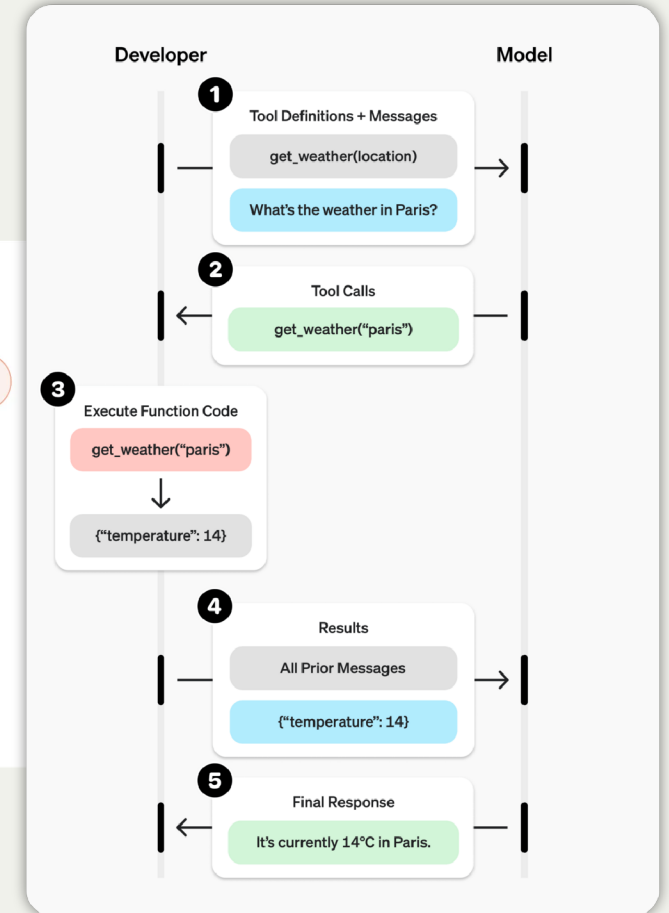 Developer
Model
1
Tool Definitions + Messages
get_weather(location)
What’s the weather in Paris?
2
Tool Calls
get_weather(“paris”)
3
Execute Function Code
get_weather(“paris”)
{“temperature”: 14}
4
Results
All Prior Messages
{“temperature”: 14}
5
Final Response
It’s currently 14°C in Paris.